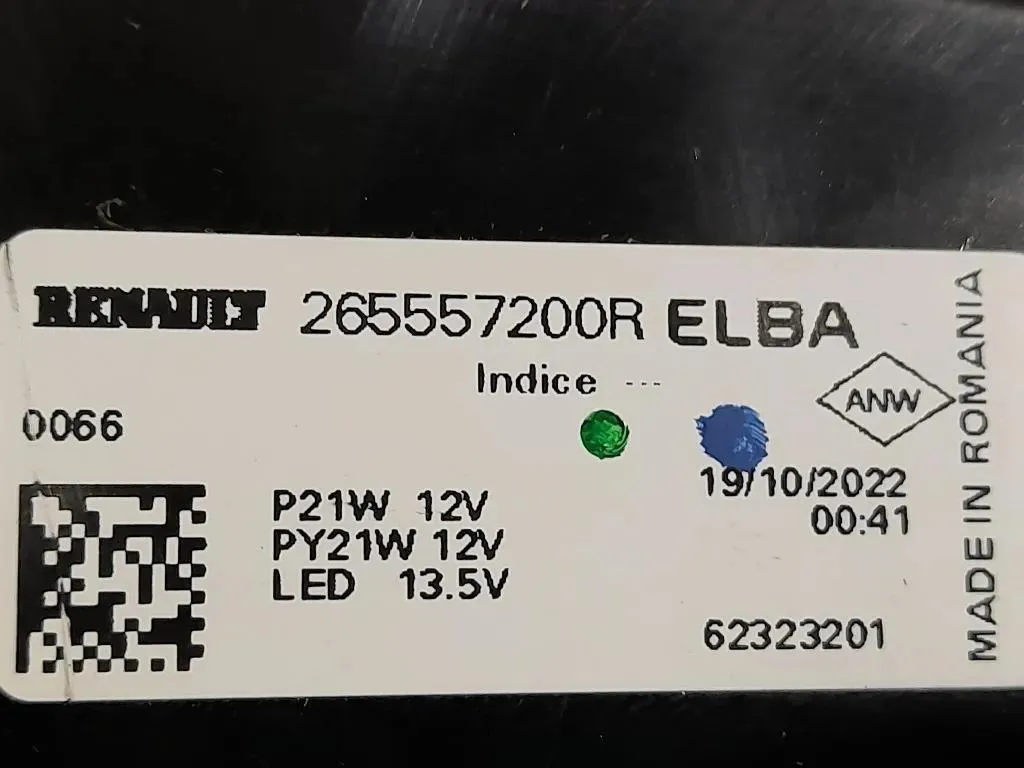 RENAULT 265557200R ELBA
Indice ---
ANW
0066
19/10/2022
00:41
P21W 12V
PY21W 12V
LED 13.5V
62323201
MADE IN ROMANIA